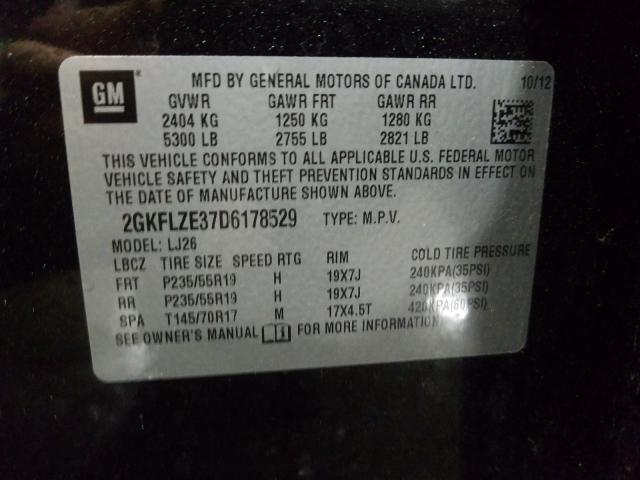 GM
MFD BY GENERAL MOTORS OF CANADA LTD. 10/12
GVWR GAWR FRT GAWR RR
2404 KG 1250 KG 1280 KG
5300 LB 2755 LB 2821 LB
THIS VEHICLE CONFORMS TO ALL APPLICABLE U.S. FEDERAL MOTOR
VEHICLE SAFETY AND THEFT PREVENTION STANDARDS IN EFFECT ON
THE DATE OF MANUFACTURE SHOWN ABOVE.
2GKFLZE37D6178529 TYPE: M.P.V.
MODEL: LJ26
LBCZ TIRE SIZE SPEED RTG RIM COLD TIRE PRESSURE
FRT P235/55R19 H 19X7J 240KPA(35PSI)
RR P235/55R19 H 19X7J 240KPA(35PSI)
SPA T145/70R17 M 17X4.5T 420KPA(60PSI)
SEE OWNER'S MANUAL FOR MORE INFORMATION